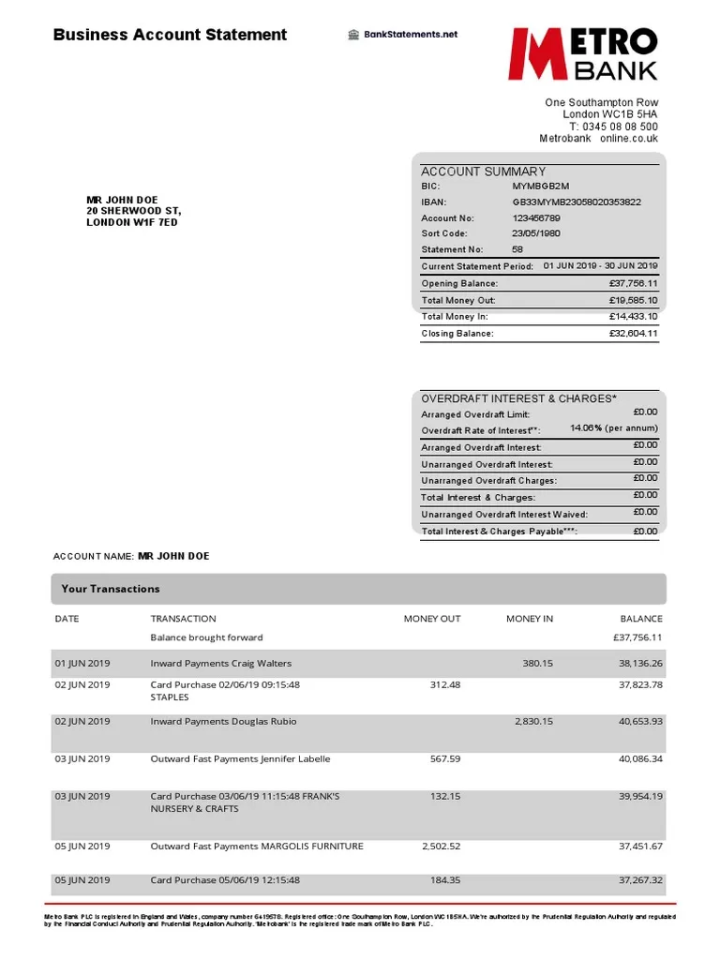 Business Account Statement
BankStatements.net
METRO
BANK
One Southampton Row
London WC1B 5HA
T: 0345 08 08 500
Metrobank online.co.uk
MR JOHN DOE
20 SHERWOOD ST,
LONDON W1F 7ED
ACCOUNT SUMMARY
BIC: MYMBGB2M
IBAN: GB33MYMB23058020353822
Account No: 123456789
Sort Code: 23/05/1980
Statement No: 58
Current Statement Period: 01 JUN 2019 - 30 JUN 2019
Opening Balance: £37,756.11
Total Money Out: £19,585.10
Total Money In: £14,433.10
Closing Balance: £32,604.11
OVERDRAFT INTEREST & CHARGES*
Arranged Overdraft Limit: £0.00
Overdraft Rate of Interest**: 14.06% (per annum)
Arranged Overdraft Interest: £0.00
Unarranged Overdraft Interest: £0.00
Unarranged Overdraft Charges: £0.00
Total Interest & Charges: £0.00
Unarranged Overdraft Interest Waived: £0.00
Total Interest & Charges Payable***: £0.00
ACCOUNT NAME: MR JOHN DOE
Your Transactions
DATE TRANSACTION MONEY OUT MONEY IN BALANCE
Balance brought forward £37,756.11
01 JUN 2019 Inward Payments Craig Walters 380.15 38,136.26
02 JUN 2019 Card Purchase 02/06/19 09:15:48 312.48 37,823.78
STAPLES
02 JUN 2019 Inward Payments Douglas Rubio 2,830.15 40,653.93
03 JUN 2019 Outward Fast Payments Jennifer Labelle 567.59 40,086.34
03 JUN 2019 Card Purchase 03/06/19 11:15:48 FRANK'S 132.15 39,954.19
NURSERY & CRAFTS
05 JUN 2019 Outward Fast Payments MARGOLIS FURNITURE 2,502.52 37,451.67
05 JUN 2019 Card Purchase 05/06/19 12:15:48 184.35 37,267.32
Metro Bank PLC is registered in England and Wales, company number 6419578. Registered office: One Southampton Row, London WC1B5HA. We're authorized by the Prudential Regulation Authority and regulated
by the Financial Conduct Authority and Prudential Regulation Authority. 'Metrobank' is the registered trade mark of Metro Bank PLC.